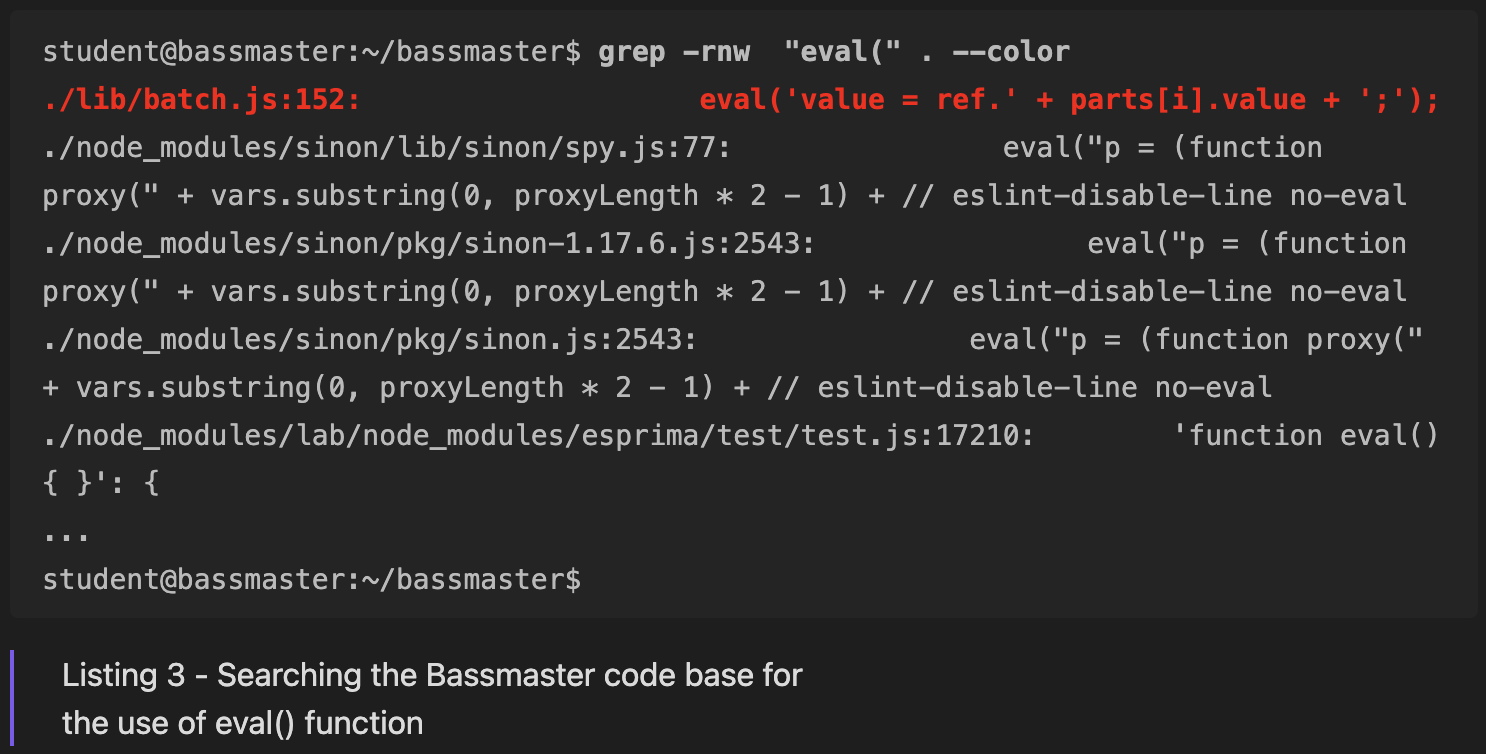 student@bassmaster:~/bassmaster$ grep -rnw  "eval(" . --color
./lib/batch.js:152:                    eval('value = ref.' + parts[i].value + ';');
./node_modules/sinon/lib/sinon/spy.js:77:                eval("p = (function
proxy(" + vars.substring(0, proxyLength * 2 - 1) + // eslint-disable-line no-eval
./node_modules/sinon/pkg/sinon-1.17.6.js:2543:                eval("p = (function
proxy(" + vars.substring(0, proxyLength * 2 - 1) + // eslint-disable-line no-eval
./node_modules/sinon/pkg/sinon.js:2543:                eval("p = (function proxy("
+ vars.substring(0, proxyLength * 2 - 1) + // eslint-disable-line no-eval
./node_modules/lab/node_modules/esprima/test/test.js:17210:        'function eval()
{ }': {
...
student@bassmaster:~/bassmaster$
Listing 3 - Searching the Bassmaster code base for
the use of eval() function